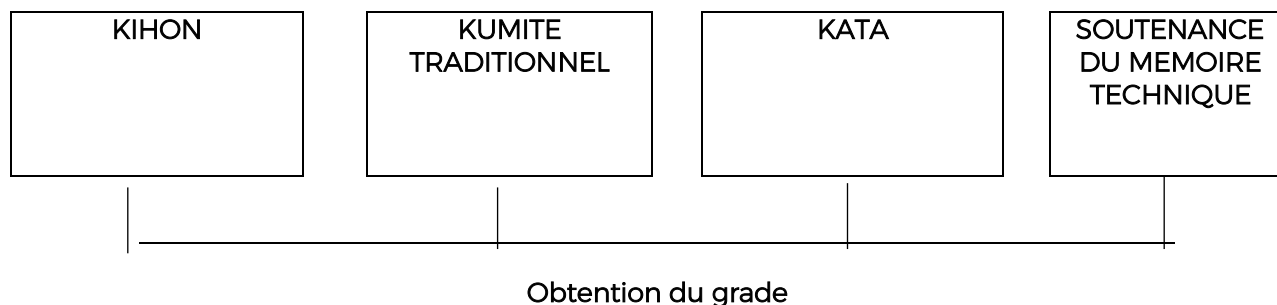 KIHON
KUMITE
TRADITIONNEL
KATA
SOUTENANCE
DU MEMOIRE
TECHNIQUE
Obtention du grade